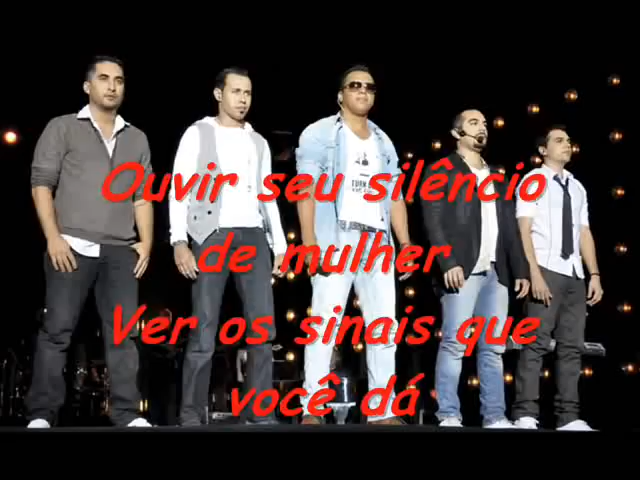 Ouvir seu silêncio
de mulher
Ver os sinais que
você dá